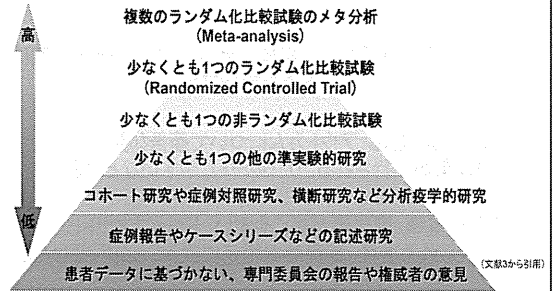 高
複数のランダム化比較試験のメタ分析
(Meta-analysis)
少なくとも1つのランダム化比較試験
(Randomized Controlled Trial)
少なくとも1つの非ランダム化比較試験
少なくとも1つの他の準実験的研究
コホート研究や症例対照研究、横断研究など分析疫学的研究
低
症例報告やケースシリーズなどの記述研究
(文献3から引用)
患者データに基づかない、専門委員会の報告や権威者の意見